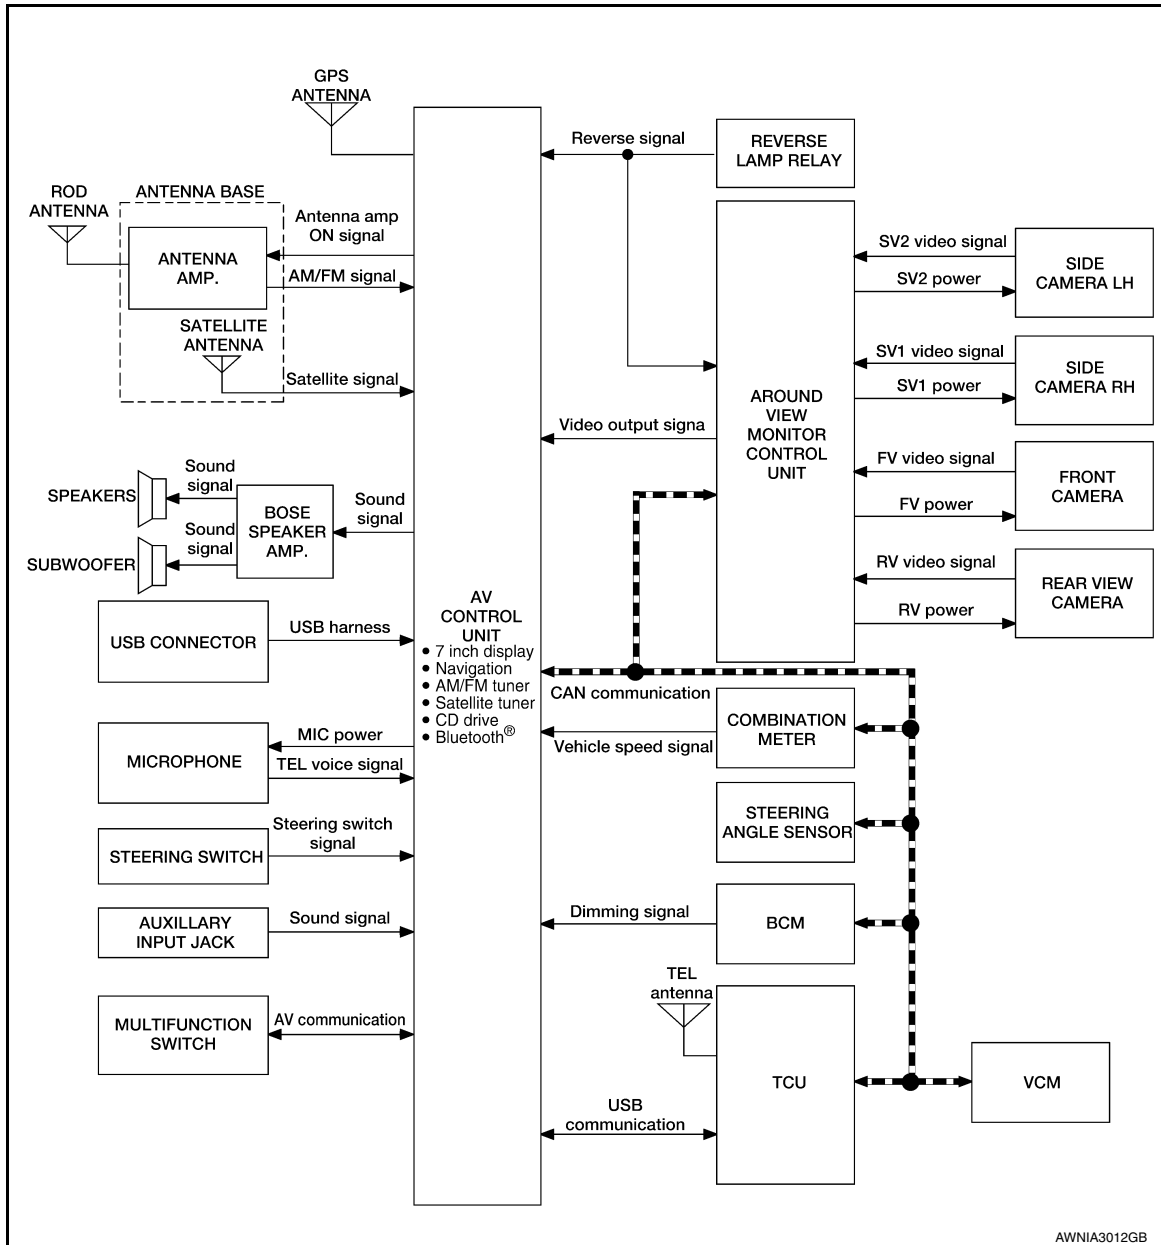 GPS
ANTENNA
ROD
ANTENNA
ANTENNA BASE
ANTENNA
AMP.
Antenna amp
ON signal
AM/FM signal
SATELLITE
ANTENNA
Satellite signal
SPEAKERS
Sound
signal
SUBWOOFER
Sound
signal
BOSE
SPEAKER
AMP.
Sound
signal
USB CONNECTOR
USB harness
MICROPHONE
MIC power
TEL voice signal
STEERING SWITCH
Steering switch
signal
AUXILLARY
INPUT JACK
Sound signal
MULTIFUNCTION
SWITCH
AV communication
AV
CONTROL
UNIT
• 7 inch display
• Navigation
• AM/FM tuner
• Satellite tuner
• CD drive
• Bluetooth®
Reverse signal
REVERSE
LAMP RELAY
Video output signa
AROUND
VIEW
MONITOR
CONTROL
UNIT
SV2 video signal
SV2 power
SIDE
CAMERA LH
SV1 video signal
SV1 power
SIDE
CAMERA RH
FV video signal
FV power
FRONT
CAMERA
RV video signal
RV power
REAR VIEW
CAMERA
CAN communication
Vehicle speed signal
COMBINATION
METER
STEERING
ANGLE SENSOR
Dimming signal
BCM
TEL
antenna
TCU
USB
communication
VCM
AWNIA3012GB